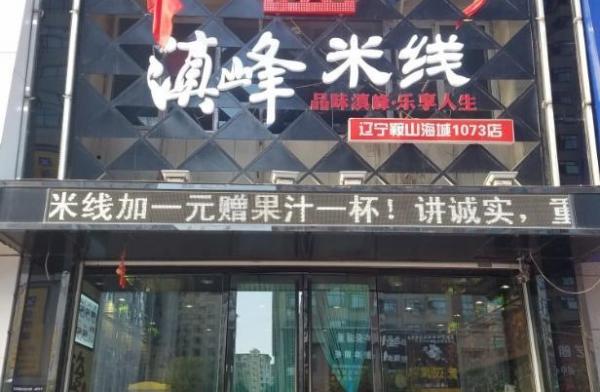 滇峰米线
品味滇峰·乐享人生
辽宁鞍山海城1073店
米线加一元赠果汁一杯！讲诚实，重